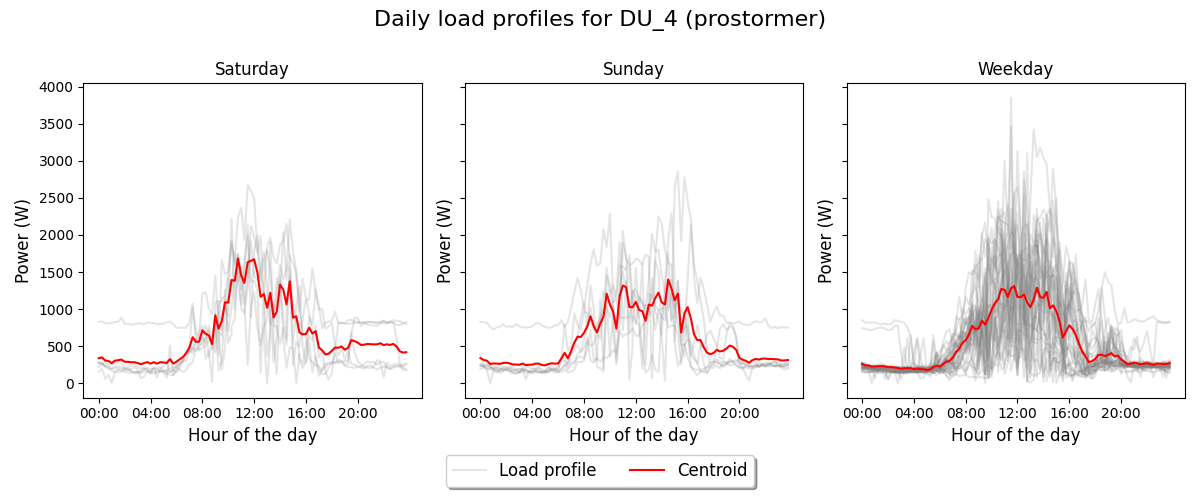 Daily load profiles for DU_4 (prostormer)
Saturday
Sunday
Weekday
Power (W)
4000
3500
3000
2500
2000
1500
1000
500
0
Power (W)
Power (W)
00:00 04:00 08:00 12:00 16:00 20:00
00:00 04:00 08:00 12:00 16:00 20:00
00:00 04:00 08:00 12:00 16:00 20:00
Hour of the day
Hour of the day
Hour of the day
Load profile
Centroid